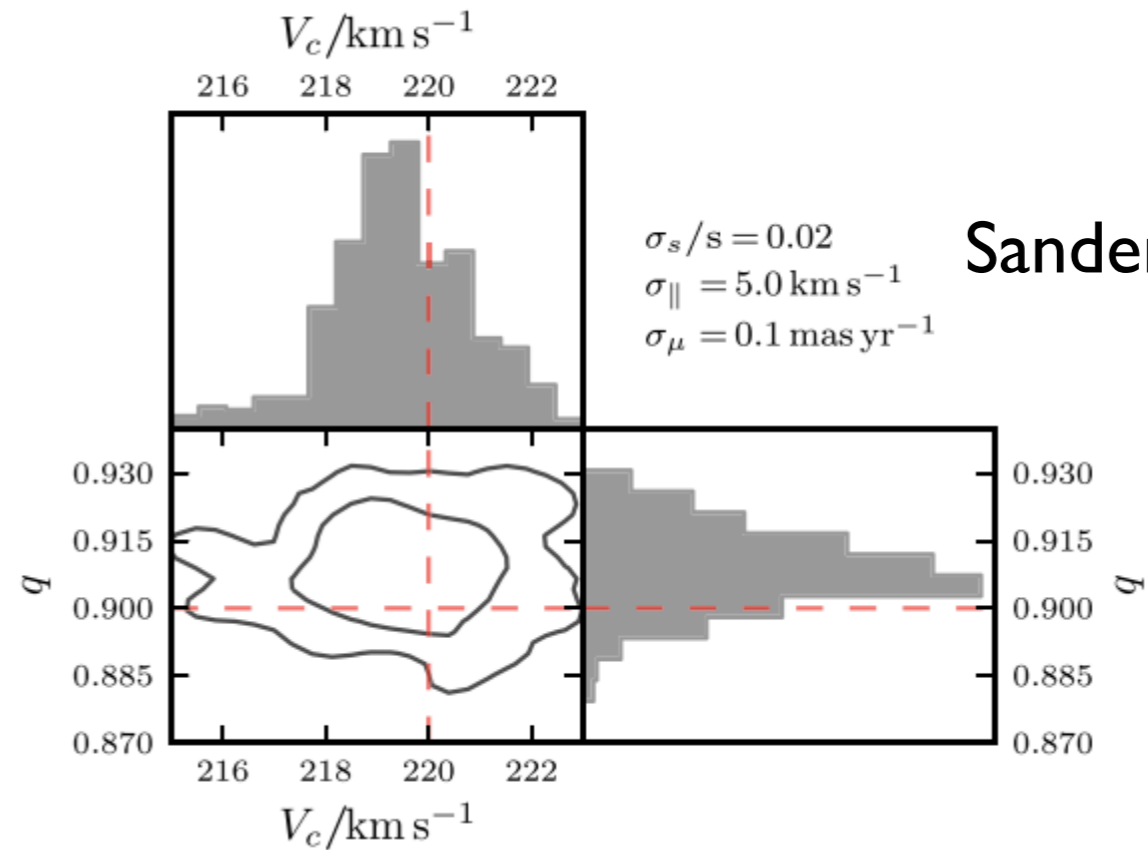 V_c/km s⁻¹
216 218 220 222
σ_s/s = 0.02
σ_∥ = 5.0 km s⁻¹
σ_μ = 0.1 mas yr⁻¹
0.930
0.915
0.900
0.885
0.870
q
0.930
0.915
0.900
0.885
0.870
q
216 218 220 222
V_c/km s⁻¹